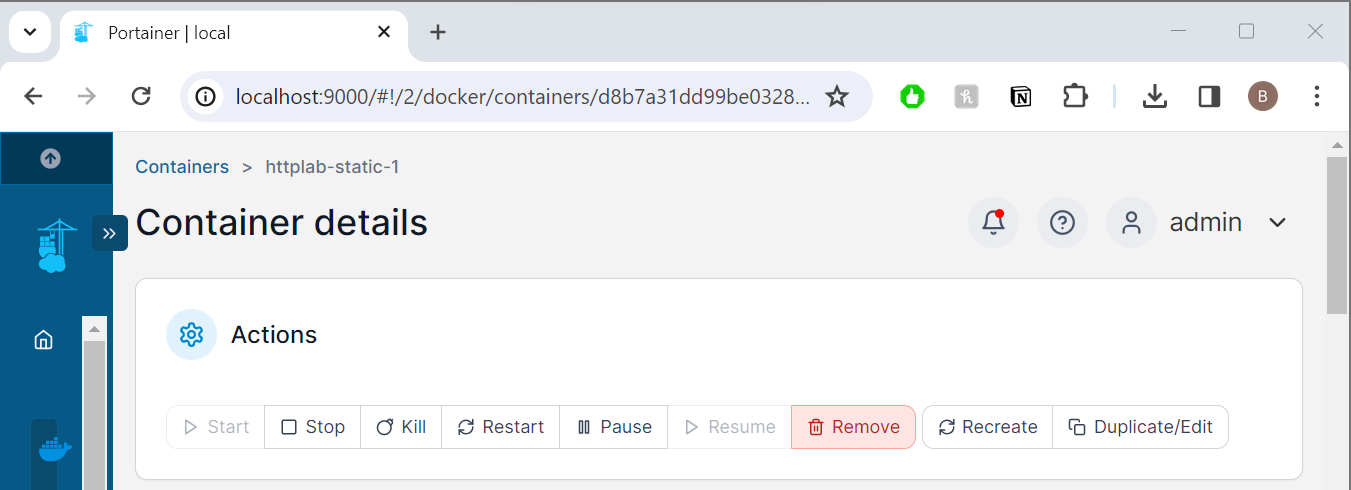 Portainer | local
localhost:9000/#!/2/docker/containers/d8b7a31dd99be0328...
B
Containers > httplab-static-1
Container details
admin
Actions
Start Stop Kill Restart Pause Resume Remove Recreate Duplicate/Edit